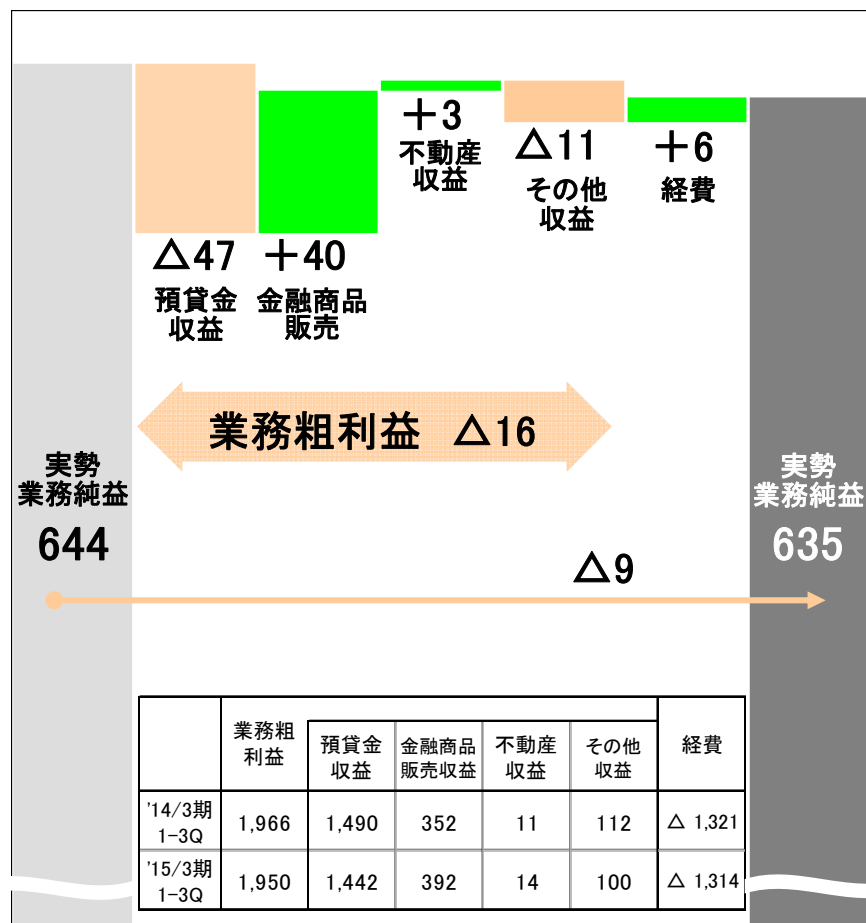 +3
不動産
収益
△11
その他
収益
+6
経費
△47
預貸金
収益
+40
金融商品
販売
業務粗利益 △16
実勢
業務純益
644
実勢
業務純益
635
△9
業務粗
利益
預貸金
収益
金融商品
販売収益
不動産
収益
その他
収益
経費
'14/3期
1-3Q
1,966 1,490 352 11 112 △ 1,321
'15/3期
1-3Q
1,950 1,442 392 14 100 △ 1,314